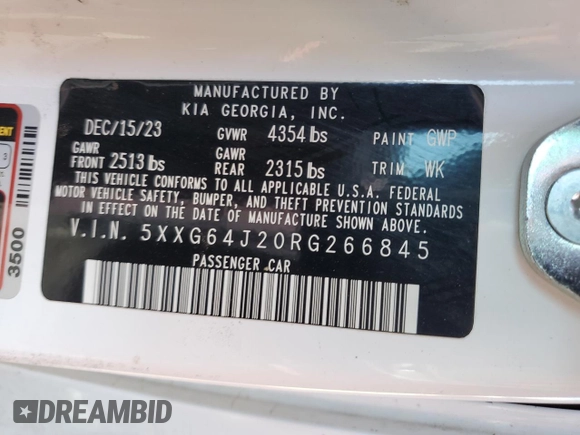 MANUFACTURED BY
KIA GEORGIA, INC.
DEC/15/23 GVWR 4354 lbs PAINT GWP
GAWR GAWR
FRONT 2513 lbs REAR 2315 lbs TRIM WK
THIS VEHICLE CONFORMS TO ALL APPLICABLE U.S.A. FEDERAL
MOTOR VEHICLE SAFETY, BUMPER, AND THEFT PREVENTION STANDARDS
IN EFFECT ON THE DATE OF MANUFACTURE SHOWN ABOVE.
V.I.N. 5XXG64J20RG266845
PASSENGER CAR
3500
DREAMBID